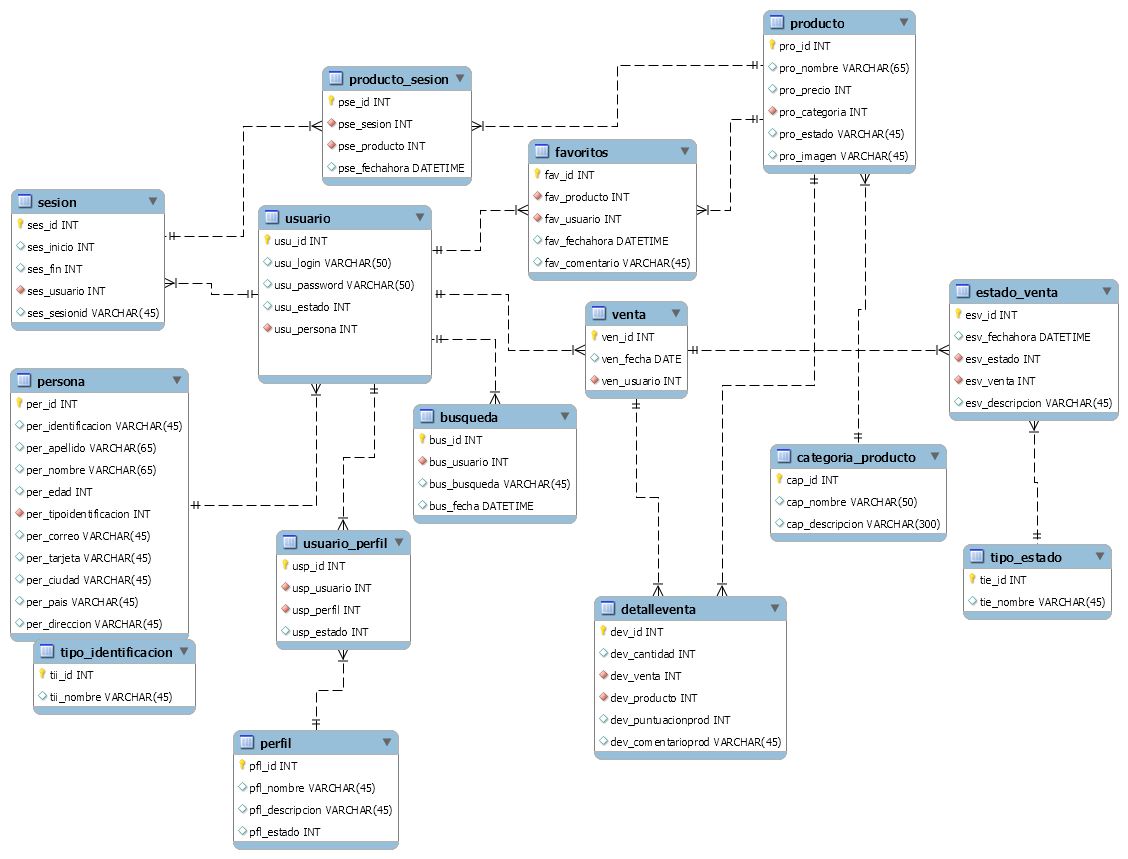 producto
pro_id INT
pro_nombre VARCHAR(65)
pro_precio INT
pro_categoria INT
pro_estado VARCHAR(45)
pro_imagen VARCHAR(45)
producto_sesion
pse_id INT
pse_sesion INT
pse_producto INT
pse_fechahora DATETIME
favoritos
fav_id INT
fav_producto INT
fav_usuario INT
fav_fechahora DATETIME
fav_comentario VARCHAR(45)
sesion
ses_id INT
ses_inicio INT
ses_fin INT
ses_usuario INT
ses_sesionid VARCHAR(45)
usuario
usu_id INT
usu_login VARCHAR(50)
usu_password VARCHAR(50)
usu_estado INT
usu_persona INT
venta
ven_id INT
ven_fecha DATE
ven_usuario INT
estado_venta
esv_id INT
esv_fechahora DATETIME
esv_estado INT
esv_venta INT
esv_descripcion VARCHAR(45)
persona
per_id INT
per_identificacion VARCHAR(45)
per_apellido VARCHAR(65)
per_nombre VARCHAR(65)
per_edad INT
per_tipoidentificacion INT
per_correo VARCHAR(45)
per_tarjeta VARCHAR(45)
per_ciudad VARCHAR(45)
per_pais VARCHAR(45)
per_direccion VARCHAR(45)
busqueda
bus_id INT
bus_usuario INT
bus_busqueda VARCHAR(45)
bus_fecha DATETIME
categoria_producto
cap_id INT
cap_nombre VARCHAR(50)
cap_descripcion VARCHAR(300)
usuario_perfil
usp_id INT
usp_usuario INT
usp_perfil INT
usp_estado INT
tipo_estado
tie_id INT
tie_nombre VARCHAR(45)
detalleventa
dev_id INT
dev_cantidad INT
dev_venta INT
dev_producto INT
dev_puntuacionprod INT
dev_comentarioprod VARCHAR(45)
tipo_identificacion
tii_id INT
tii_nombre VARCHAR(45)
perfil
pfl_id INT
pfl_nombre VARCHAR(45)
pfl_descripcion VARCHAR(45)
pfl_estado INT